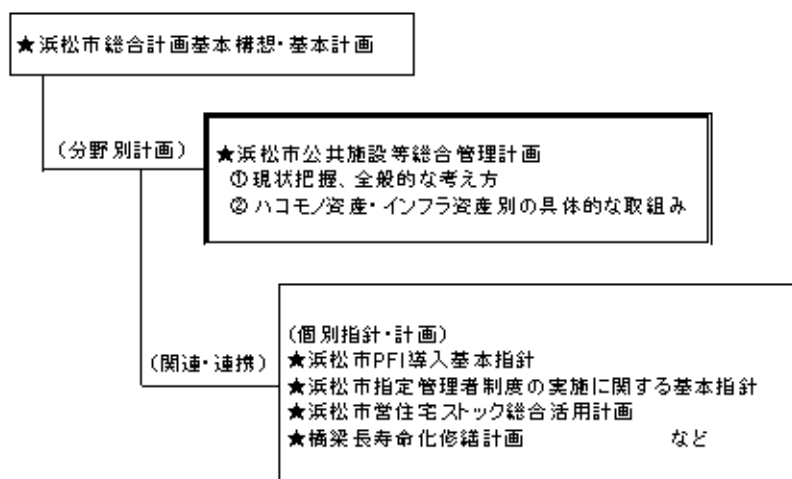 ★浜松市総合計画基本構想・基本計画
(分野別計画)
★浜松市公共施設等総合管理計画
①現状把握、全般的な考え方
②ハコモノ資産・インフラ資産別の具体的な取組み
(関連・連携)
(個別指針・計画)
★浜松市PFI導入基本指針
★浜松市指定管理者制度の実施に関する基本指針
★浜松市営住宅ストック総合活用計画
★橋梁長寿命化修繕計画 など